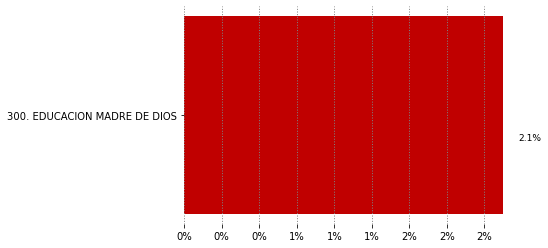 300. EDUCACION MADRE DE DIOS
2.1%
0% 0% 0% 1% 1% 1% 2% 2% 2%